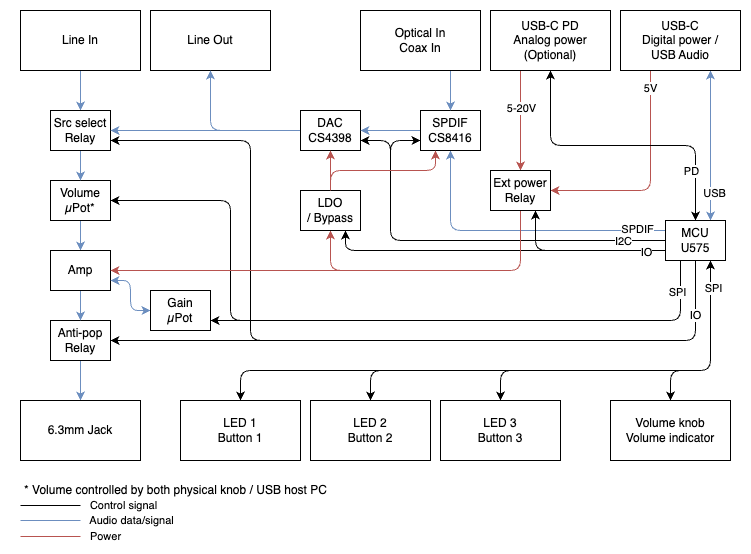 Line In
Line Out
Optical In
Coax In
USB-C PD
Analog power
(Optional)
USB-C
Digital power /
USB Audio
5V
5-20V
Src select
Relay
DAC
CS4398
SPDIF
CS8416
PD
Volume
µPot*
LDO
/ Bypass
Ext power
Relay
USB
SPDIF
I2C
IO
MCU
U575
Amp
Gain
µPot
SPI
SPI
IO
Anti-pop
Relay
6.3mm Jack
LED 1
Button 1
LED 2
Button 2
LED 3
Button 3
Volume knob
Volume indicator
* Volume controlled by both physical knob / USB host PC
Control signal
Audio data/signal
Power